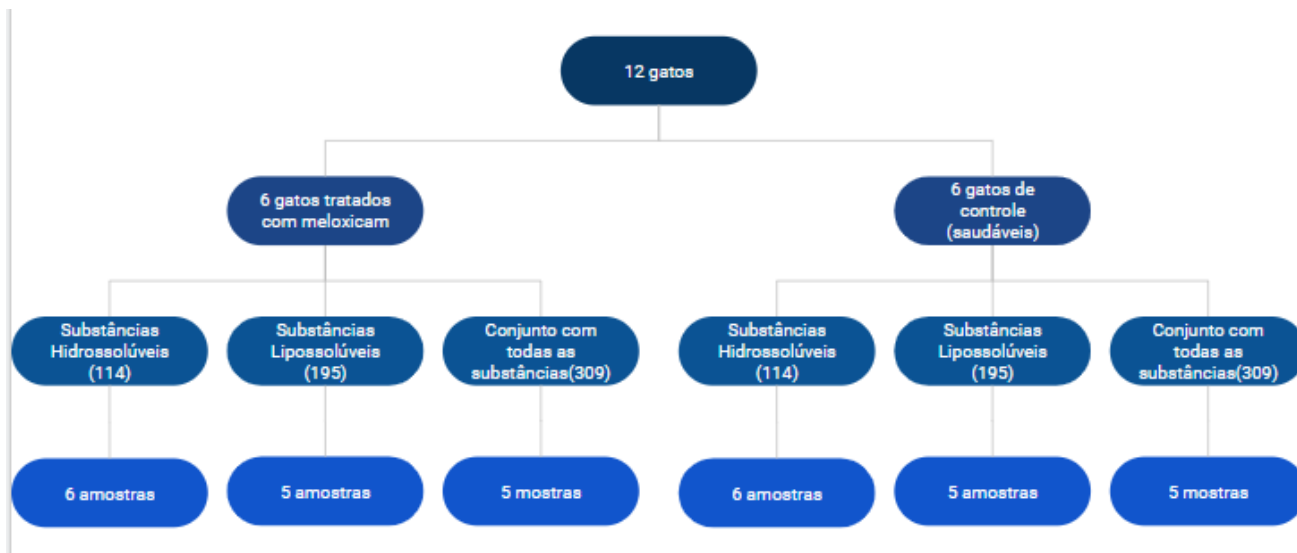 12 gatos
6 gatos tratados
com meloxicam
6 gatos de
controle
(saudáveis)
Substâncias
Hidrossolúveis
(114)
Substâncias
Lipossolúveis
(195)
Conjunto com
todas as
substâncias(309)
Substâncias
Hidrossolúveis
(114)
Substâncias
Lipossolúveis
(195)
Conjunto com
todas as
substâncias(309)
6 amostras
5 amostras
5 mostras
6 amostras
5 amostras
5 mostras